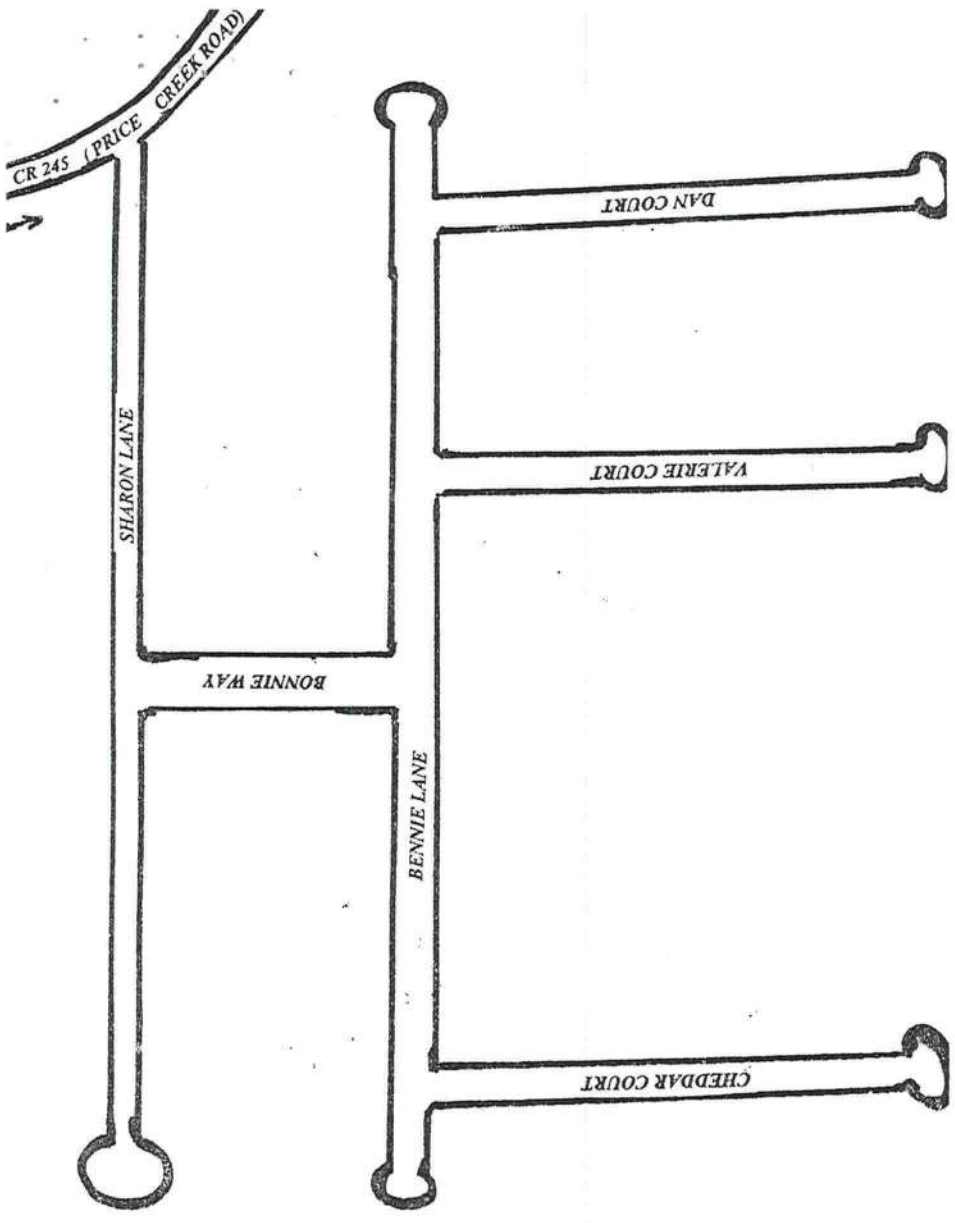 CR 245 (PRICE CREEK ROAD)
DAN COURT
SHARON LANE
VALERIE COURT
BONNIE WAY
BENNIE LANE
CHEDDAR COURT